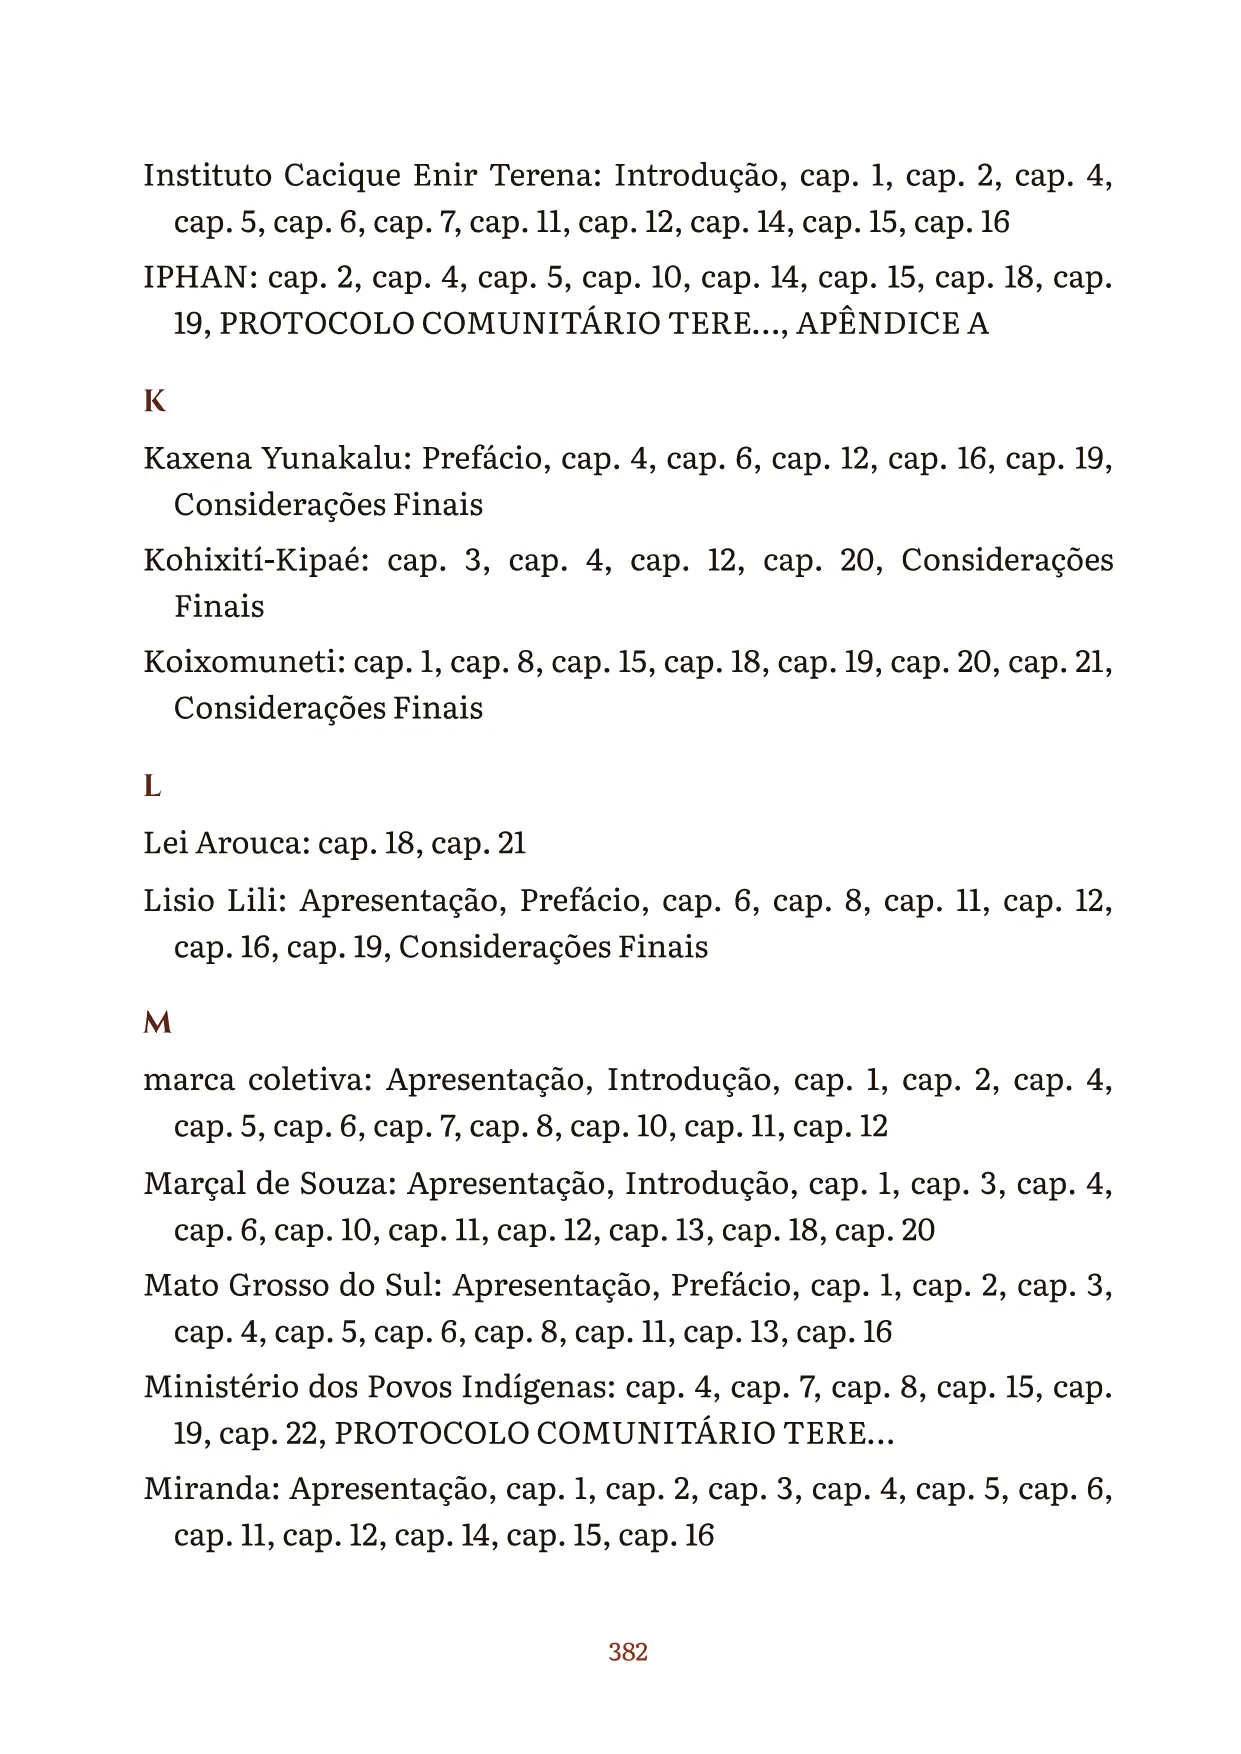 Instituto Cacique Enir Terena: Introdução, cap. 1, cap. 2, cap. 4,
cap. 5, cap. 6, cap. 7, cap. 11, cap. 12, cap. 14, cap. 15, cap. 16
IPHAN: cap. 2, cap. 4, cap. 5, cap. 10, cap. 14, cap. 15, cap. 18, cap.
19, PROTOCOLO COMUNITÁRIO TERE..., APÊNDICE A
K
Kaxena Yunakalu: Prefácio, cap. 4, cap. 6, cap. 12, cap. 16, cap. 19,
Considerações Finais
Kohixití-Kipaé: cap. 3, cap. 4, cap. 12, cap. 20, Considerações
Finais
Koixomuneti: cap. 1, cap. 8, cap. 15, cap. 18, cap. 19, cap. 20, cap. 21,
Considerações Finais
L
Lei Arouca: cap. 18, cap. 21
Lisio Lili: Apresentação, Prefácio, cap. 6, cap. 8, cap. 11, cap. 12,
cap. 16, cap. 19, Considerações Finais
M
marca coletiva: Apresentação, Introdução, cap. 1, cap. 2, cap. 4,
cap. 5, cap. 6, cap. 7, cap. 8, cap. 10, cap. 11, cap. 12
Marçal de Souza: Apresentação, Introdução, cap. 1, cap. 3, cap. 4,
cap. 6, cap. 10, cap. 11, cap. 12, cap. 13, cap. 18, cap. 20
Mato Grosso do Sul: Apresentação, Prefácio, cap. 1, cap. 2, cap. 3,
cap. 4, cap. 5, cap. 6, cap. 8, cap. 11, cap. 13, cap. 16
Ministério dos Povos Indígenas: cap. 4, cap. 7, cap. 8, cap. 15, cap.
19, cap. 22, PROTOCOLO COMUNITÁRIO TERE...
Miranda: Apresentação, cap. 1, cap. 2, cap. 3, cap. 4, cap. 5, cap. 6,
cap. 11, cap. 12, cap. 14, cap. 15, cap. 16
382